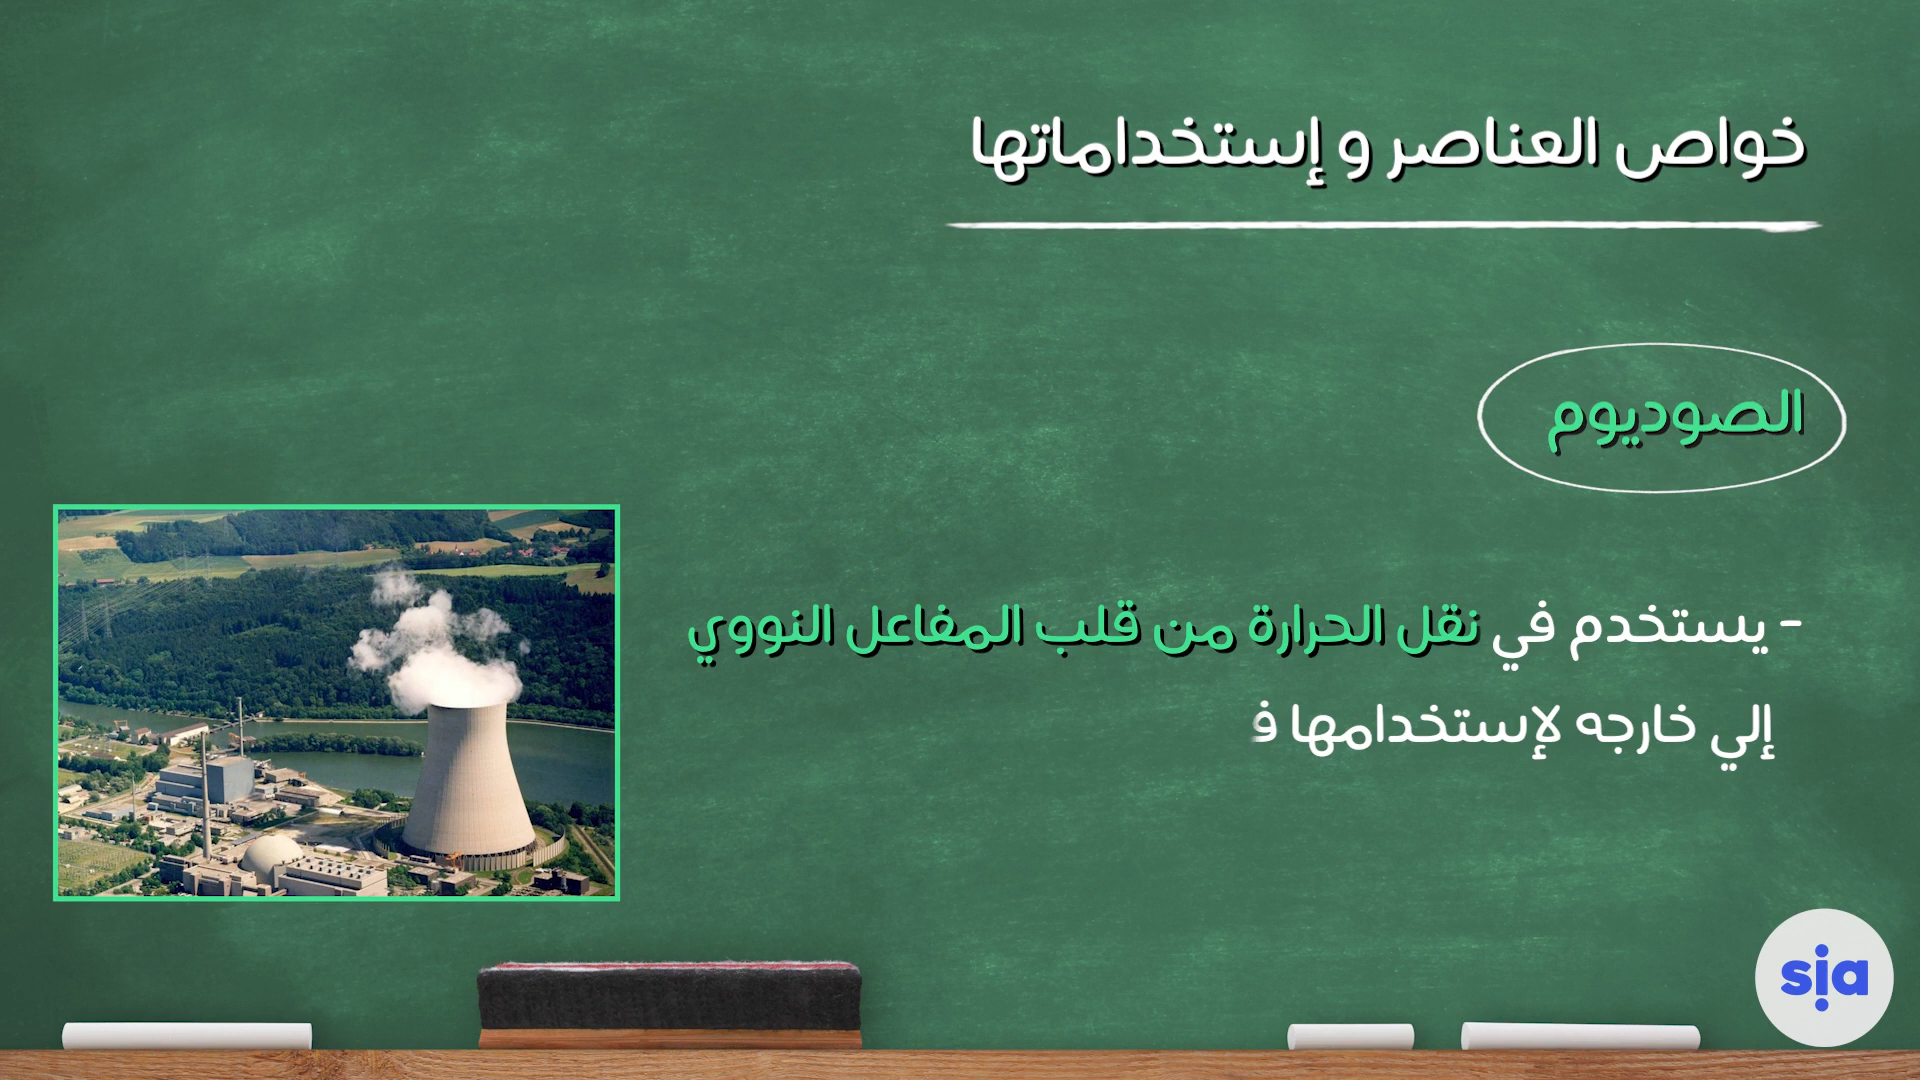 خواص العناصر و إستخداماتها
الصوديوم
- يستخدم في نقل الحرارة من قلب المفاعل النووي
إلي خارجه لإستخدامها
sia